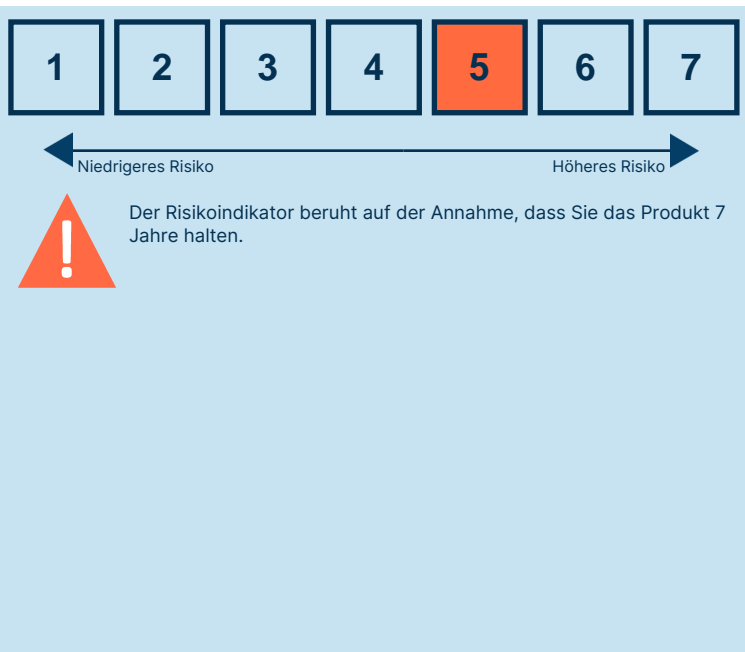 1 2 3 4 5 6 7
Niedrigeres Risiko Höheres Risiko
!
Der Risikoindikator beruht auf der Annahme, dass Sie das Produkt 7
Jahre halten.